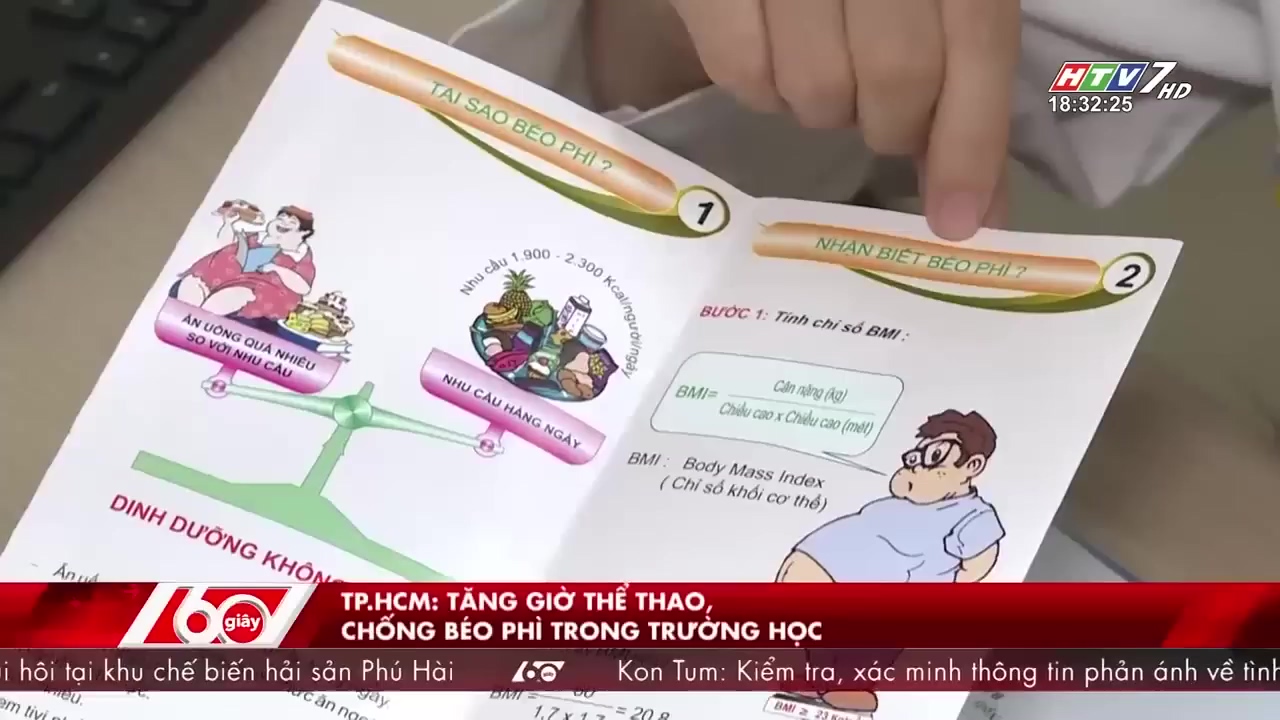 HTV7 HD
18:32:25
TẠI SAO BÉO PHÌ ?
1
ĂN UỐNG QUÁ NHIỀU
SO VỚI NHU CẦU
Nhu cầu 1.900 - 2.300 Kcal/người/ngày
NHU CẦU HÀNG NGÀY
NHẬN BIẾT BÉO PHÌ ?
2
BƯỚC 1: Tính chỉ số BMI :
BMI= Cân nặng (kg)
Chiều cao x Chiều cao (mét)
BMI : Body Mass Index
( Chỉ số khối cơ thể)
DINH DƯỠNG KHÔNG
60 giây
TP.HCM: TĂNG GIỜ THỂ THAO,
CHỐNG BÉO PHÌ TRONG TRƯỜNG HỌC
hôi tại khu chế biến hải sản Phú Hài 60 Kon Tum: Kiểm tra, xác minh thông tin phản ánh về tình
BMI = 60
1,7 x 1,7 = 20,8
BMI ≥ 23